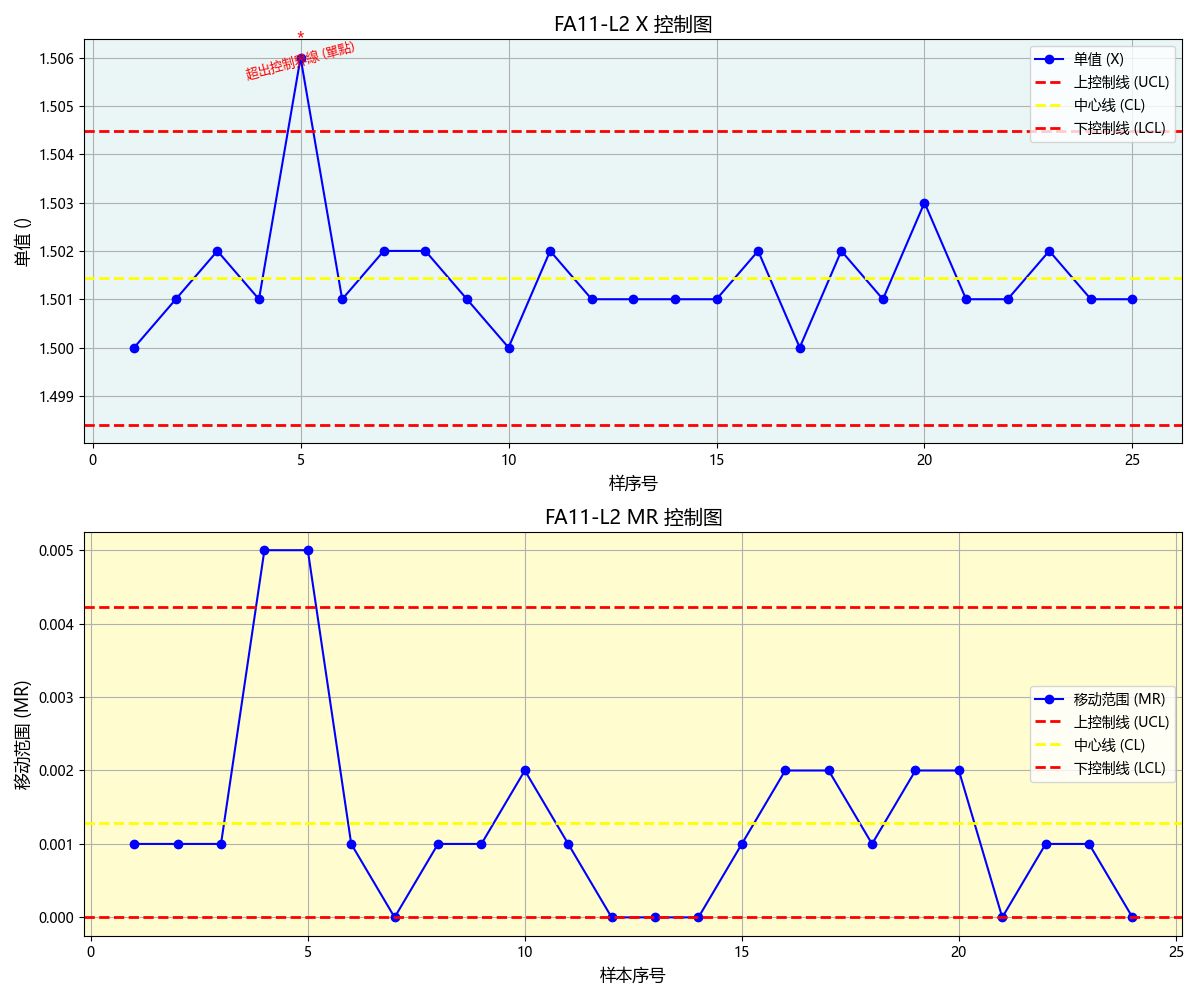 FA11-L2 X 控制图
*
超出控制界線 (單點)
单值 (X)
上控制线 (UCL)
中心线 (CL)
下控制线 (LCL)
单值 ()
1.506
1.505
1.504
1.503
1.502
1.501
1.500
1.499
0 5 10 15 20 25
样序号
FA11-L2 MR 控制图
移动范围 (MR)
0.005
0.004
0.003
0.002
0.001
0.000
移动范围 (MR)
上控制线 (UCL)
中心线 (CL)
下控制线 (LCL)
0 5 10 15 20 25
样本序号